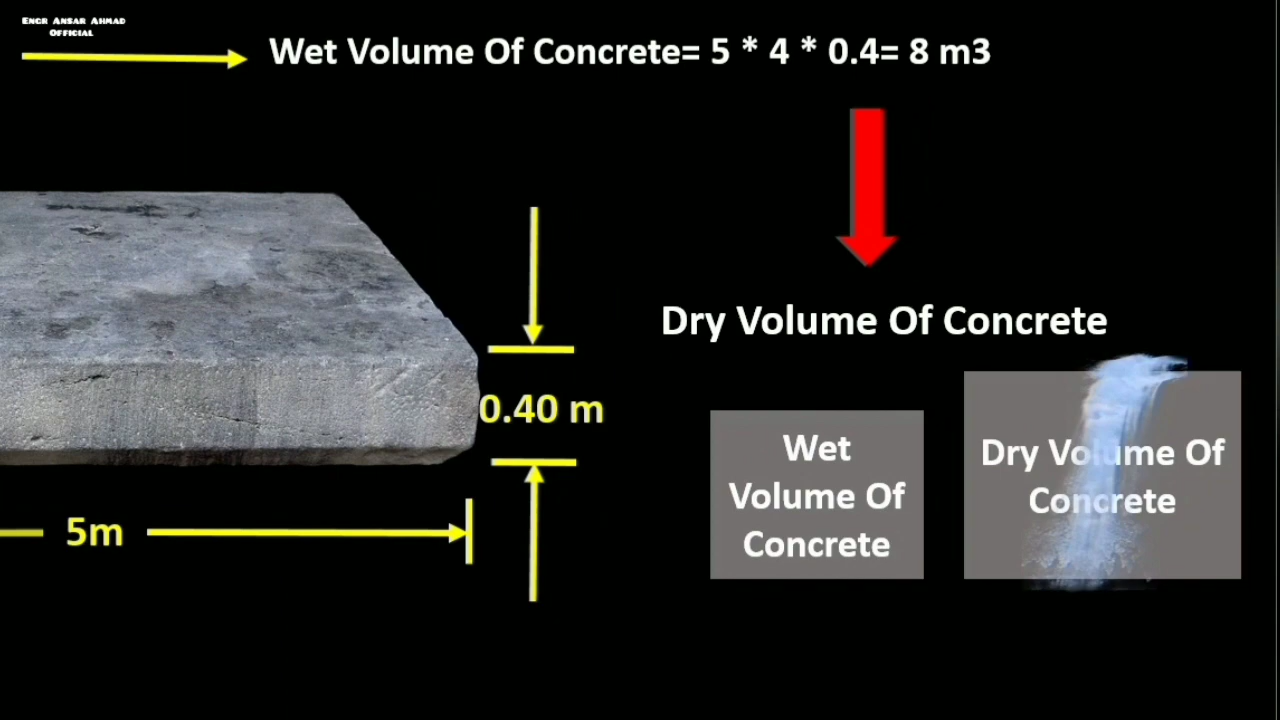 ENGR ANSAR AHMAD
OFFICIAL
Wet Volume Of Concrete= 5 * 4 * 0.4= 8 m3
Dry Volume Of Concrete
0.40 m
Wet
Volume Of
Concrete
Dry Volume Of
Concrete
5m